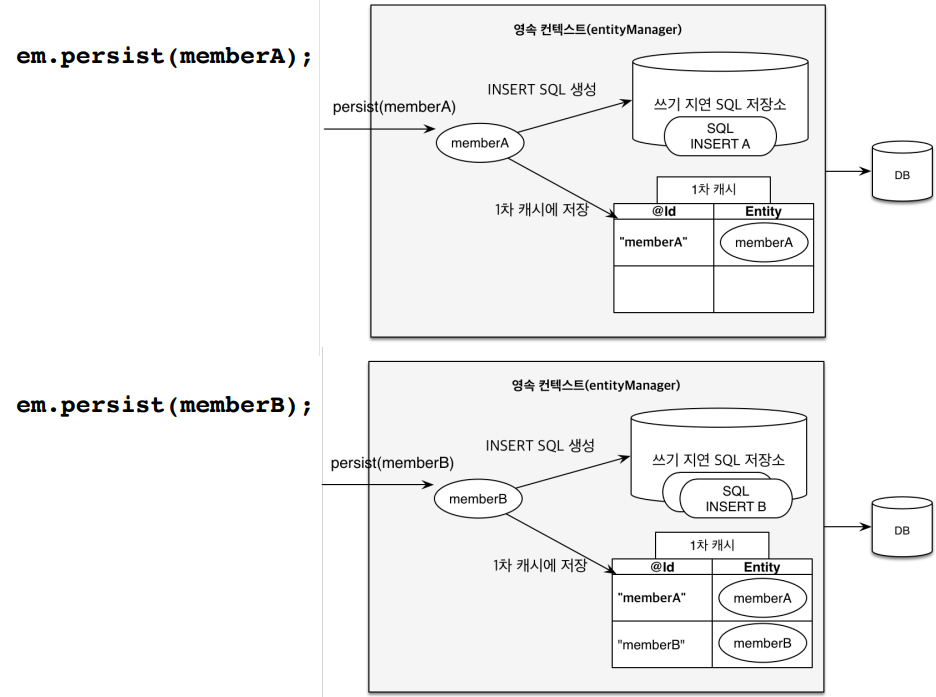 em.persist(memberA);
영속 컨텍스트(entityManager)
INSERT SQL 생성
persist(memberA)
memberA
쓰기 지연 SQL 저장소
SQL
INSERT A
DB
1차 캐시
1차 캐시에 저장
@Id Entity
"memberA" memberA
em.persist(memberB);
영속 컨텍스트(entityManager)
INSERT SQL 생성
persist(memberB)
memberB
쓰기 지연 SQL 저장소
SQL
INSERT B
DB
1차 캐시
1차 캐시에 저장
@Id Entity
"memberA" memberA
"memberB" memberB